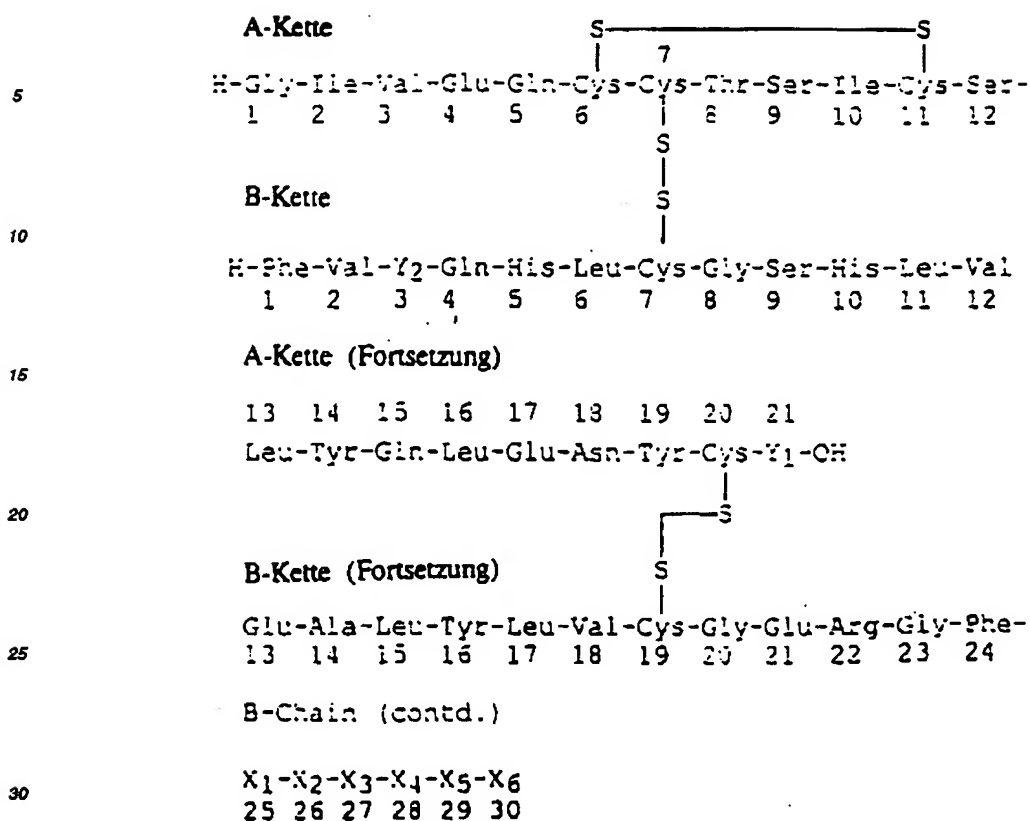 A-Kette S S
7
5 H-Gly-Ile-Val-Glu-Gln-Cys-Cys-Thr-Ser-Ile-Cys-Ser-
1 2 3 4 5 6 8 9 10 11 12
S
B-Kette S
10
H-Phe-Val-Y2-Gln-His-Leu-Cys-Gly-Ser-His-Leu-Val
1 2 3 4 5 6 7 8 9 10 11 12
A-Kette (Fortsetzung)
15
13 14 15 16 17 18 19 20 21
Leu-Tyr-Gln-Leu-Glu-Asn-Tyr-Cys-Y1-OH
20 S
B-Kette (Fortsetzung) S
Glu-Ala-Leu-Tyr-Leu-Val-Cys-Gly-Glu-Arg-Gly-Phe-
25 13 14 15 16 17 18 19 20 21 22 23 24
B-Chain (contd.)
30 X1-X2-X3-X4-X5-X6
25 26 27 28 29 30